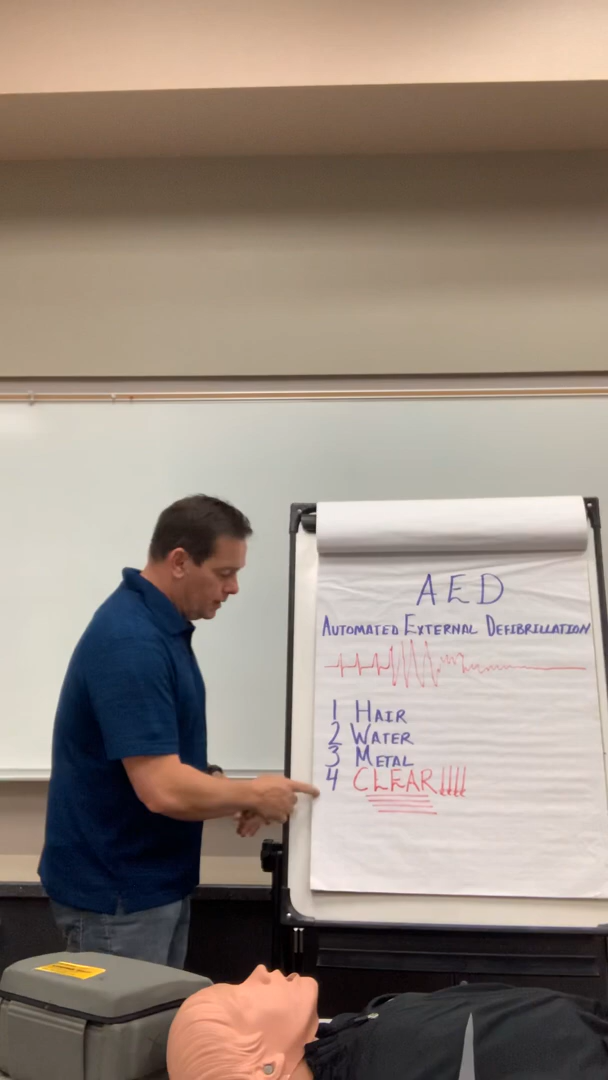 AED
AUTOMATED EXTERNAL DEFIBRILLATION
1 HAIR
2 WATER
3 METAL
4 CLEAR!!!!